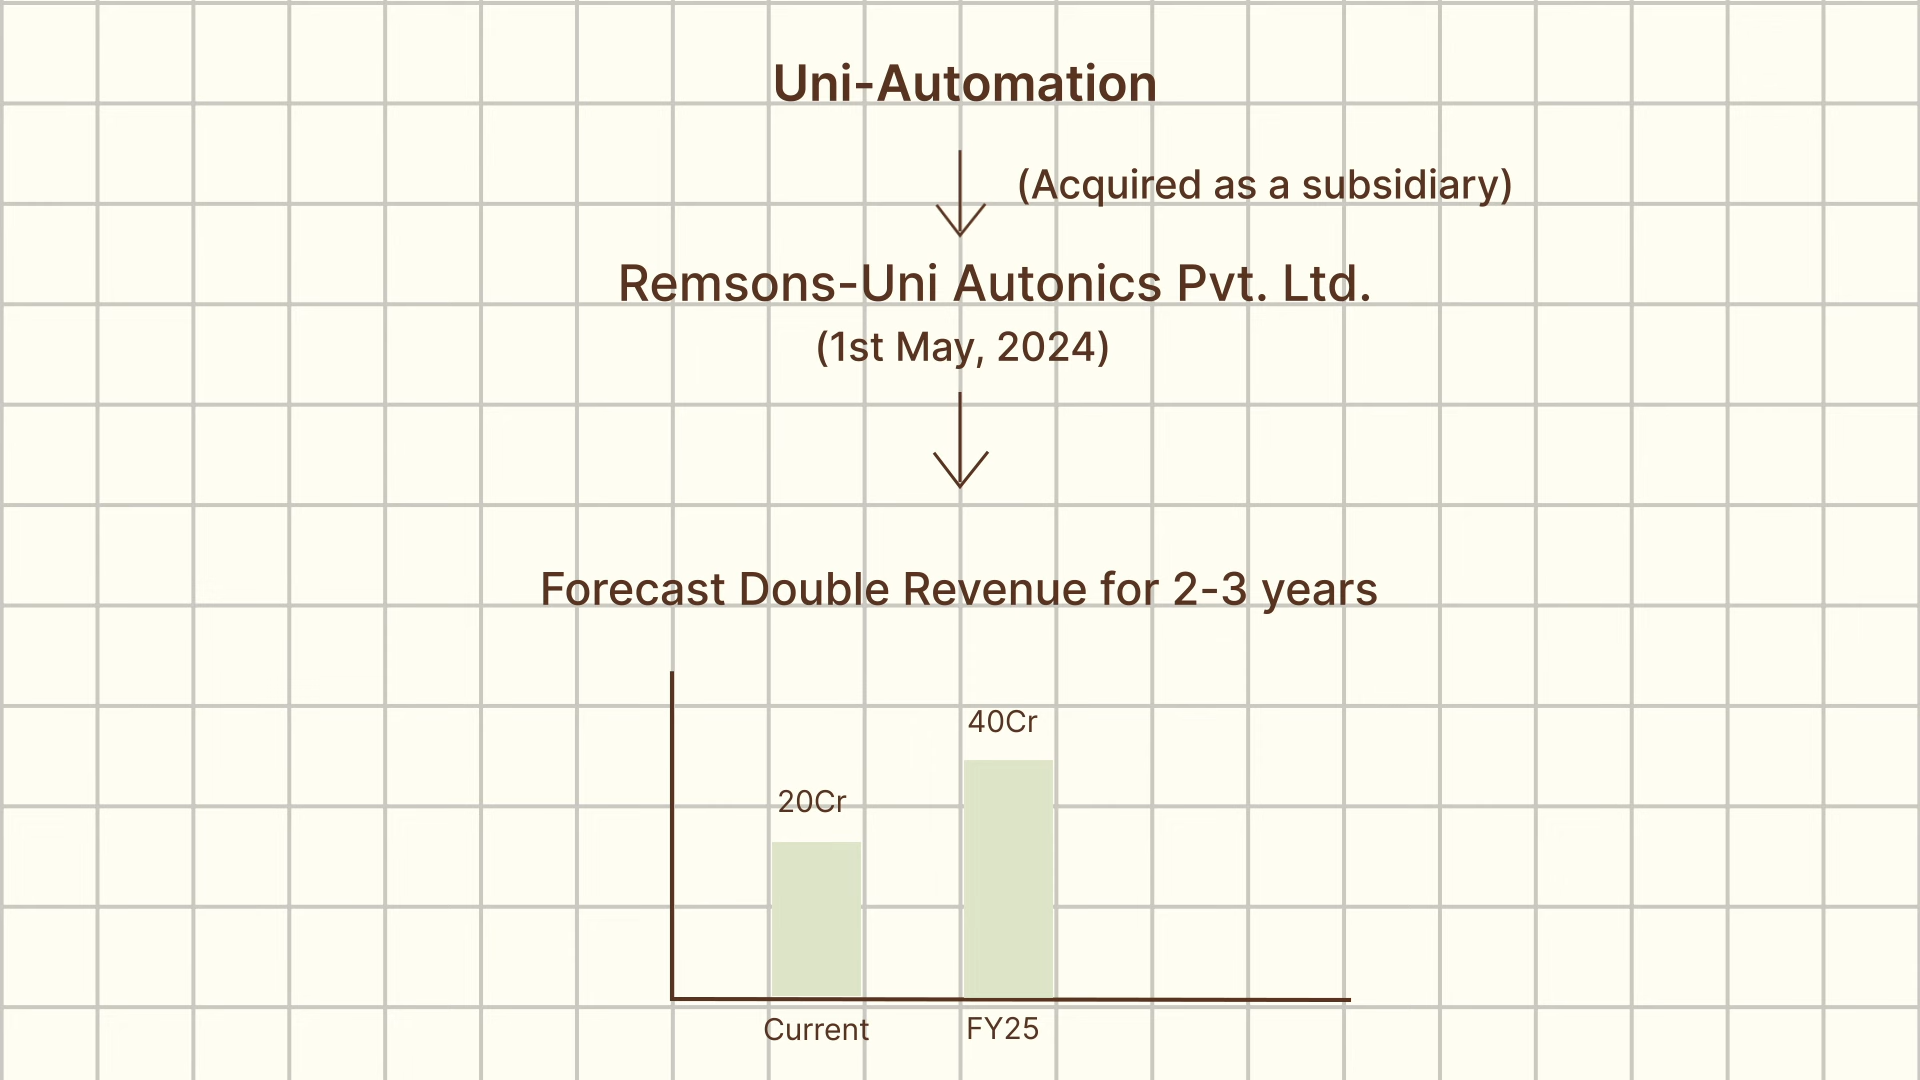 Uni-Automation
(Acquired as a subsidiary)
Remsons-Uni Autonics Pvt. Ltd.
(1st May, 2024)
Forecast Double Revenue for 2-3 years
40Cr
20Cr
Current
FY25